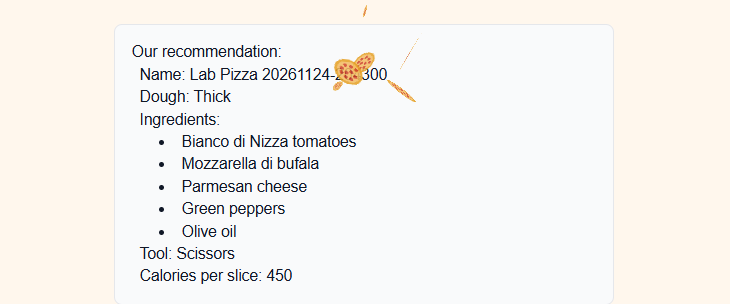 Our recommendation:
Name: Lab Pizza
Dough: Thick
Ingredients:
• Bianco di Nizza tomatoes
• Mozzarella di bufala
• Parmesan cheese
• Green peppers
• Olive oil
Tool: Scissors
Calories per slice: 450